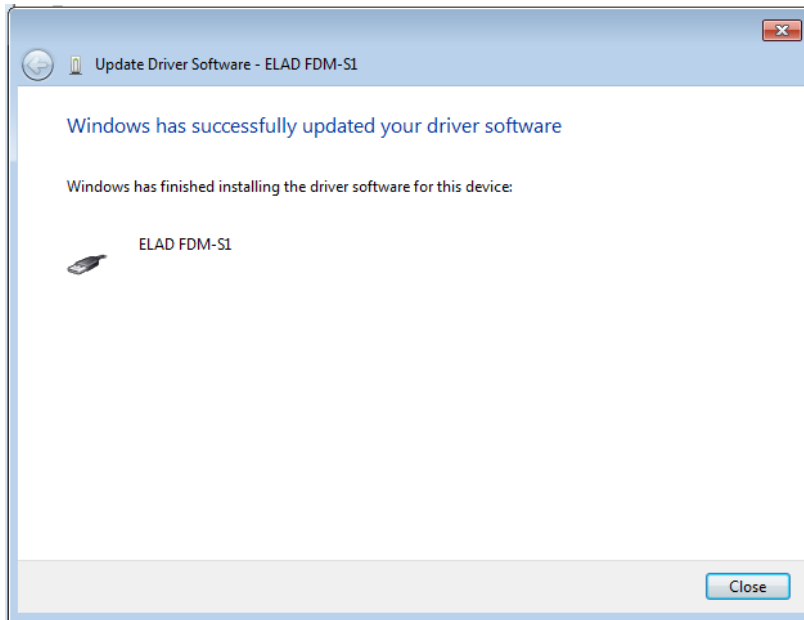 Update Driver Software - ELAD FDM-S1
Windows has successfully updated your driver software
Windows has finished installing the driver software for this device:
ELAD FDM-S1
Close